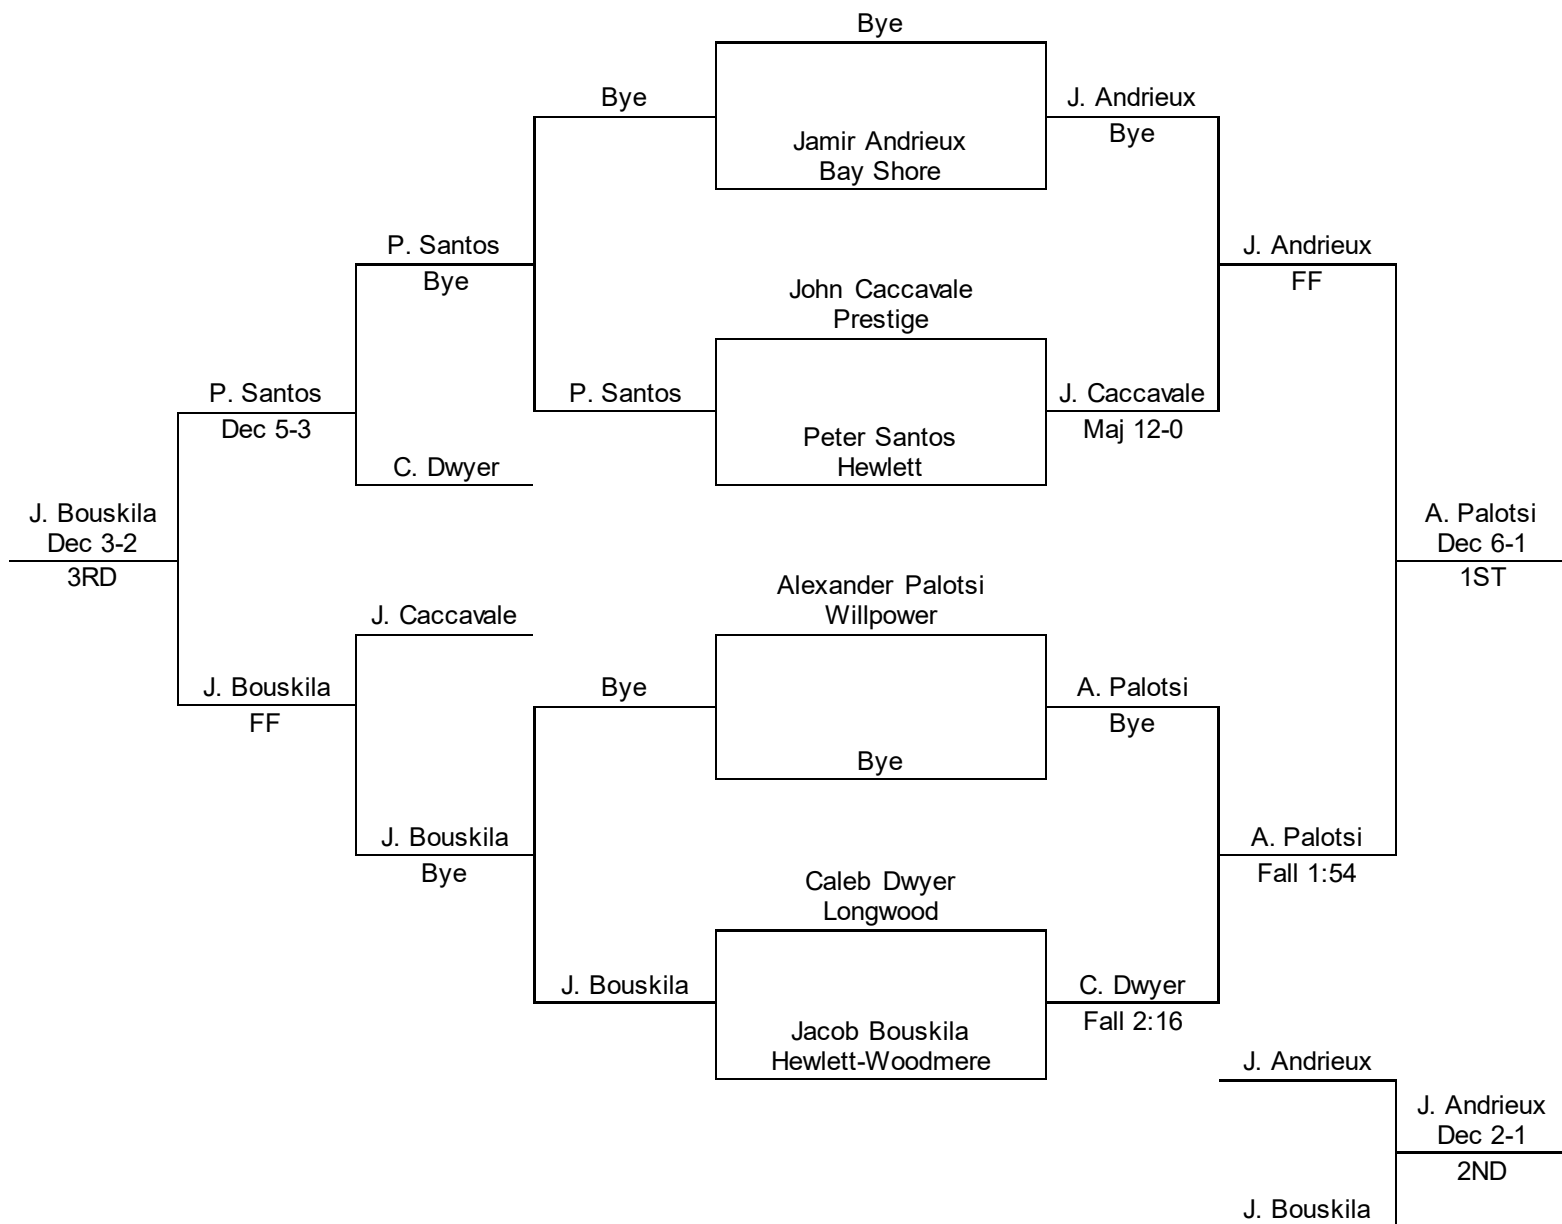 Bye
Bye
J. Andrieux
Bye
Jamir Andrieux
Bay Shore
P. Santos
Bye
J. Andrieux
FF
John Caccavale
Prestige
P. Santos
Dec 5-3
P. Santos
J. Caccavale
Maj 12-0
Peter Santos
Hewlett
C. Dwyer
J. Bouskila
Dec 3-2
3RD
A. Palotsi
Dec 6-1
1ST
Alexander Palotsi
Willpower
J. Caccavale
J. Bouskila
FF
Bye
A. Palotsi
Bye
Bye
J. Bouskila
Bye
A. Palotsi
Fall 1:54
Caleb Dwyer
Longwood
J. Bouskila
C. Dwyer
Fall 2:16
Jacob Bouskila
Hewlett-Woodmere
J. Andrieux
J. Andrieux
Dec 2-1
2ND
J. Bouskila